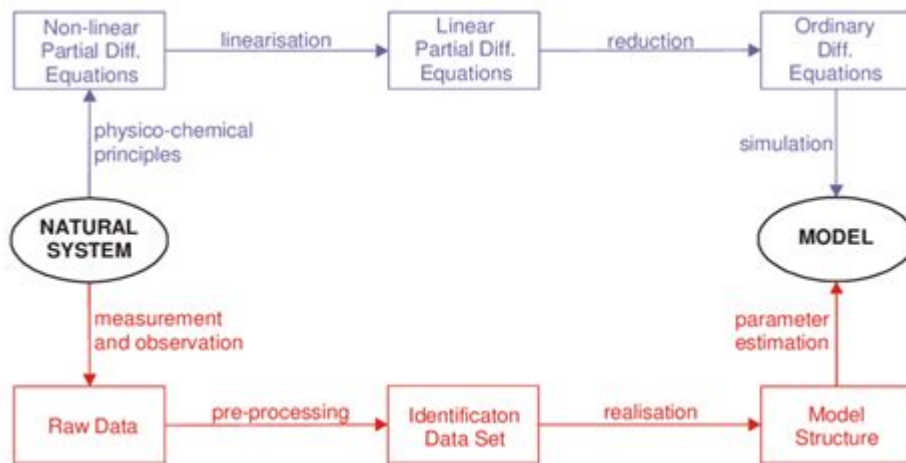 Non-linear
Partial Diff.
Equations
linearisation
Linear
Partial Diff.
Equations
reduction
Ordinary
Diff.
Equations
physico-chemical
principles
simulation
NATURAL
SYSTEM
MODEL
measurement
and observation
parameter
estimation
Raw Data
pre-processing
Identificaton
Data Set
realisation
Model
Structure